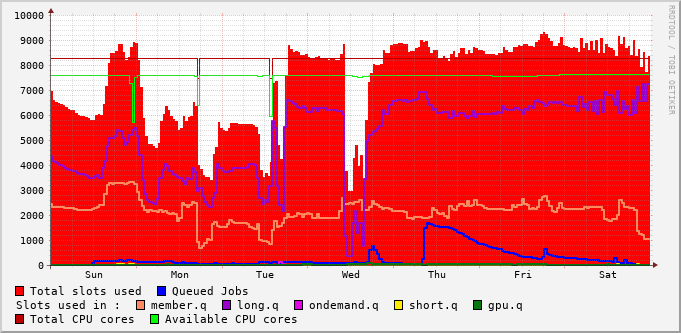 10000
9000
8000
7000
6000
5000
4000
3000
2000
1000
0
Sun Mon Tue Wed Thu Fri Sat
RRDTOOL / TOBI OETIKER
Total slots used Queued Jobs
Slots used in : member.q long.q ondemand.q short.q gpu.q
Total CPU cores Available CPU cores